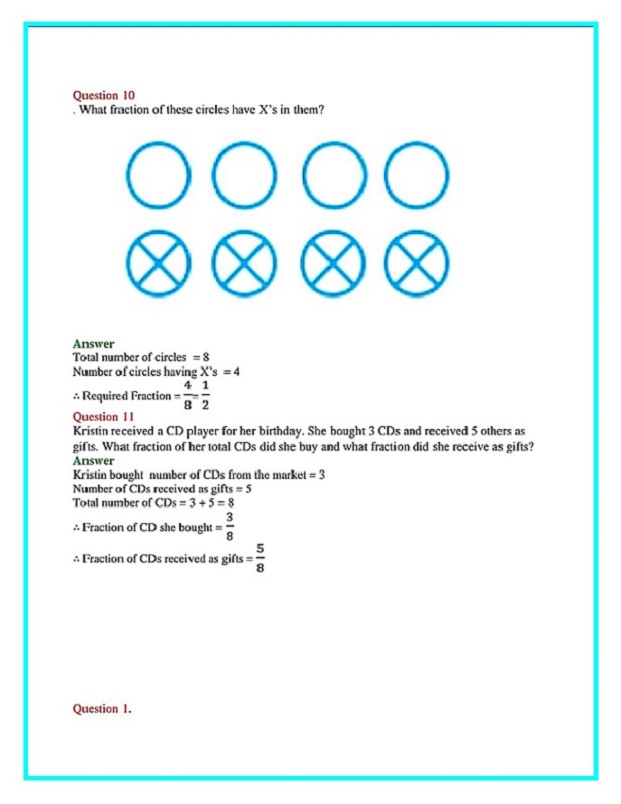 Question 10
. What fraction of these circles have X's in them?
Answer
Total number of circles = 8
Number of circles having X's = 4
∴ Required Fraction = 4/8 = 1/2
Question 11
Kristin received a CD player for her birthday. She bought 3 CDs and received 5 others as
gifts. What fraction of her total CDs did she buy and what fraction did she receive as gifts?
Answer
Kristin bought number of CDs from the market = 3
Number of CDs received as gifts = 5
Total number of CDs = 3 + 5 = 8
∴ Fraction of CD she bought = 3/8
∴ Fraction of CDs received as gifts = 5/8
Question 1.